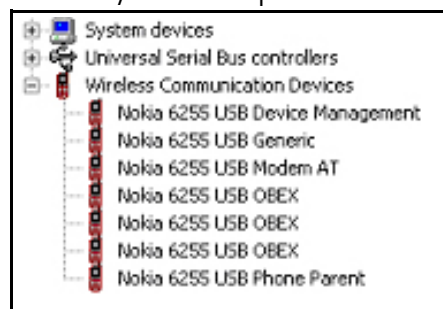 System devices
Universal Serial Bus controllers
Wireless Communication Devices
Nokia 6255 USB Device Management
Nokia 6255 USB Generic
Nokia 6255 USB Modem AT
Nokia 6255 USB OBEX
Nokia 6255 USB OBEX
Nokia 6255 USB OBEX
Nokia 6255 USB Phone Parent